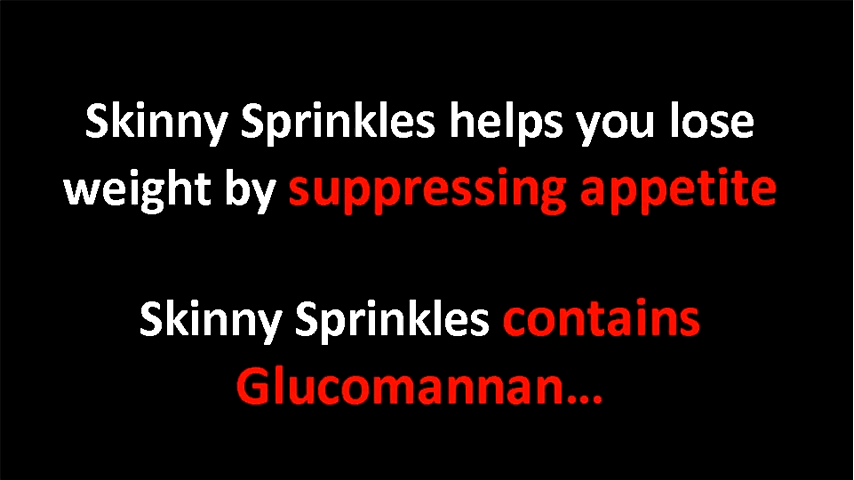 Skinny Sprinkles helps you lose
weight by suppressing appetite
Skinny Sprinkles contains
Glucomannan...